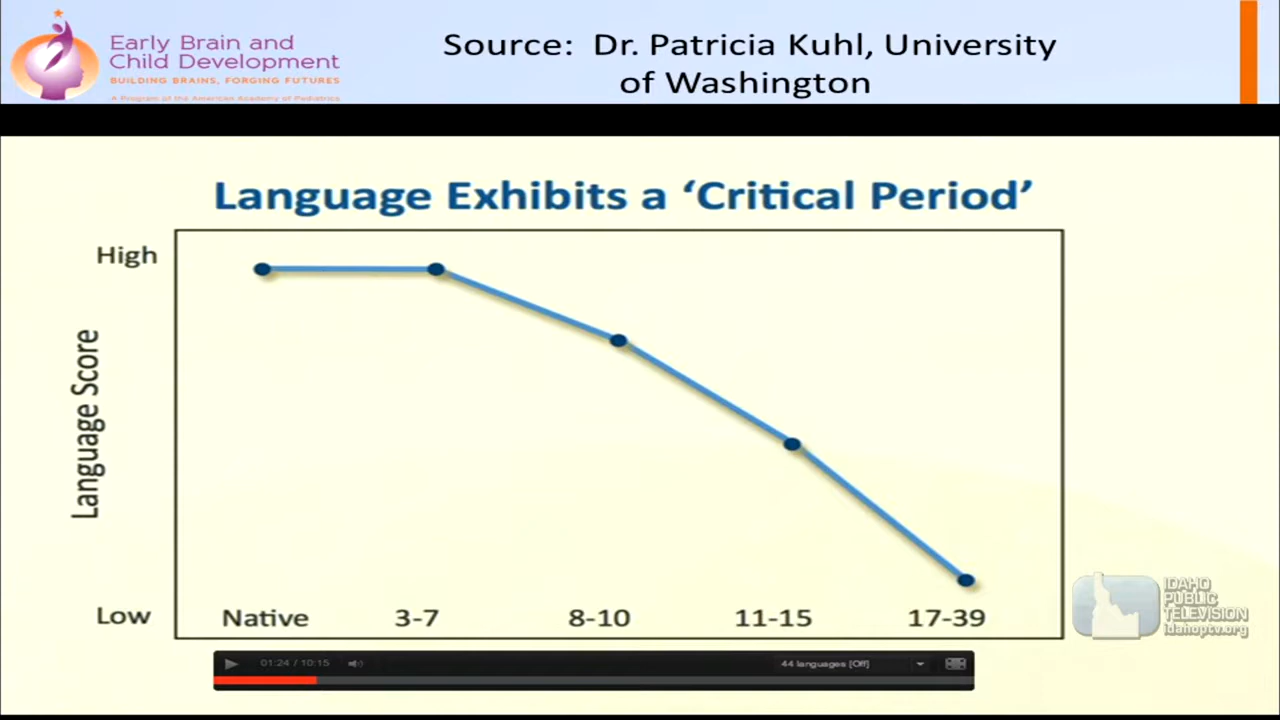 Early Brain and
Child Development
BUILDING BRAINS, FORGING FUTURES
A Program of the American Academy of Pediatrics
Source: Dr. Patricia Kuhl, University
of Washington
Language Exhibits a ‘Critical Period’
High
Language Score
Low
Native
3-7
8-10
11-15
17-39
IDAHO
PUBLIC
TELEVISION
idahoptv.org
01:24 / 10:15
44 languages [Off]